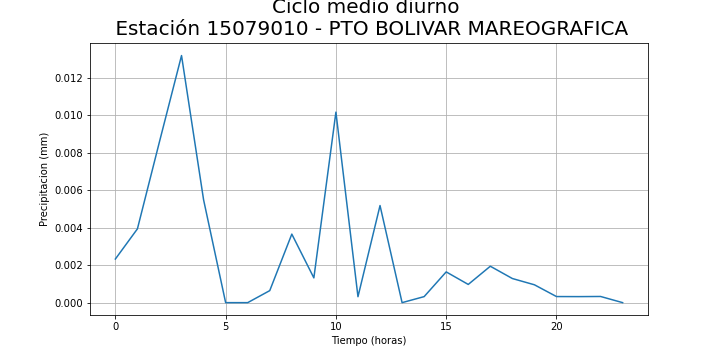 Ciclo medio diurno
Estación 15079010 - PTO BOLIVAR MAREOGRAFICA
0.012
0.010
0.008
0.006
0.004
0.002
0.000
Precipitacion (mm)
0 5 10 15 20
Tiempo (horas)